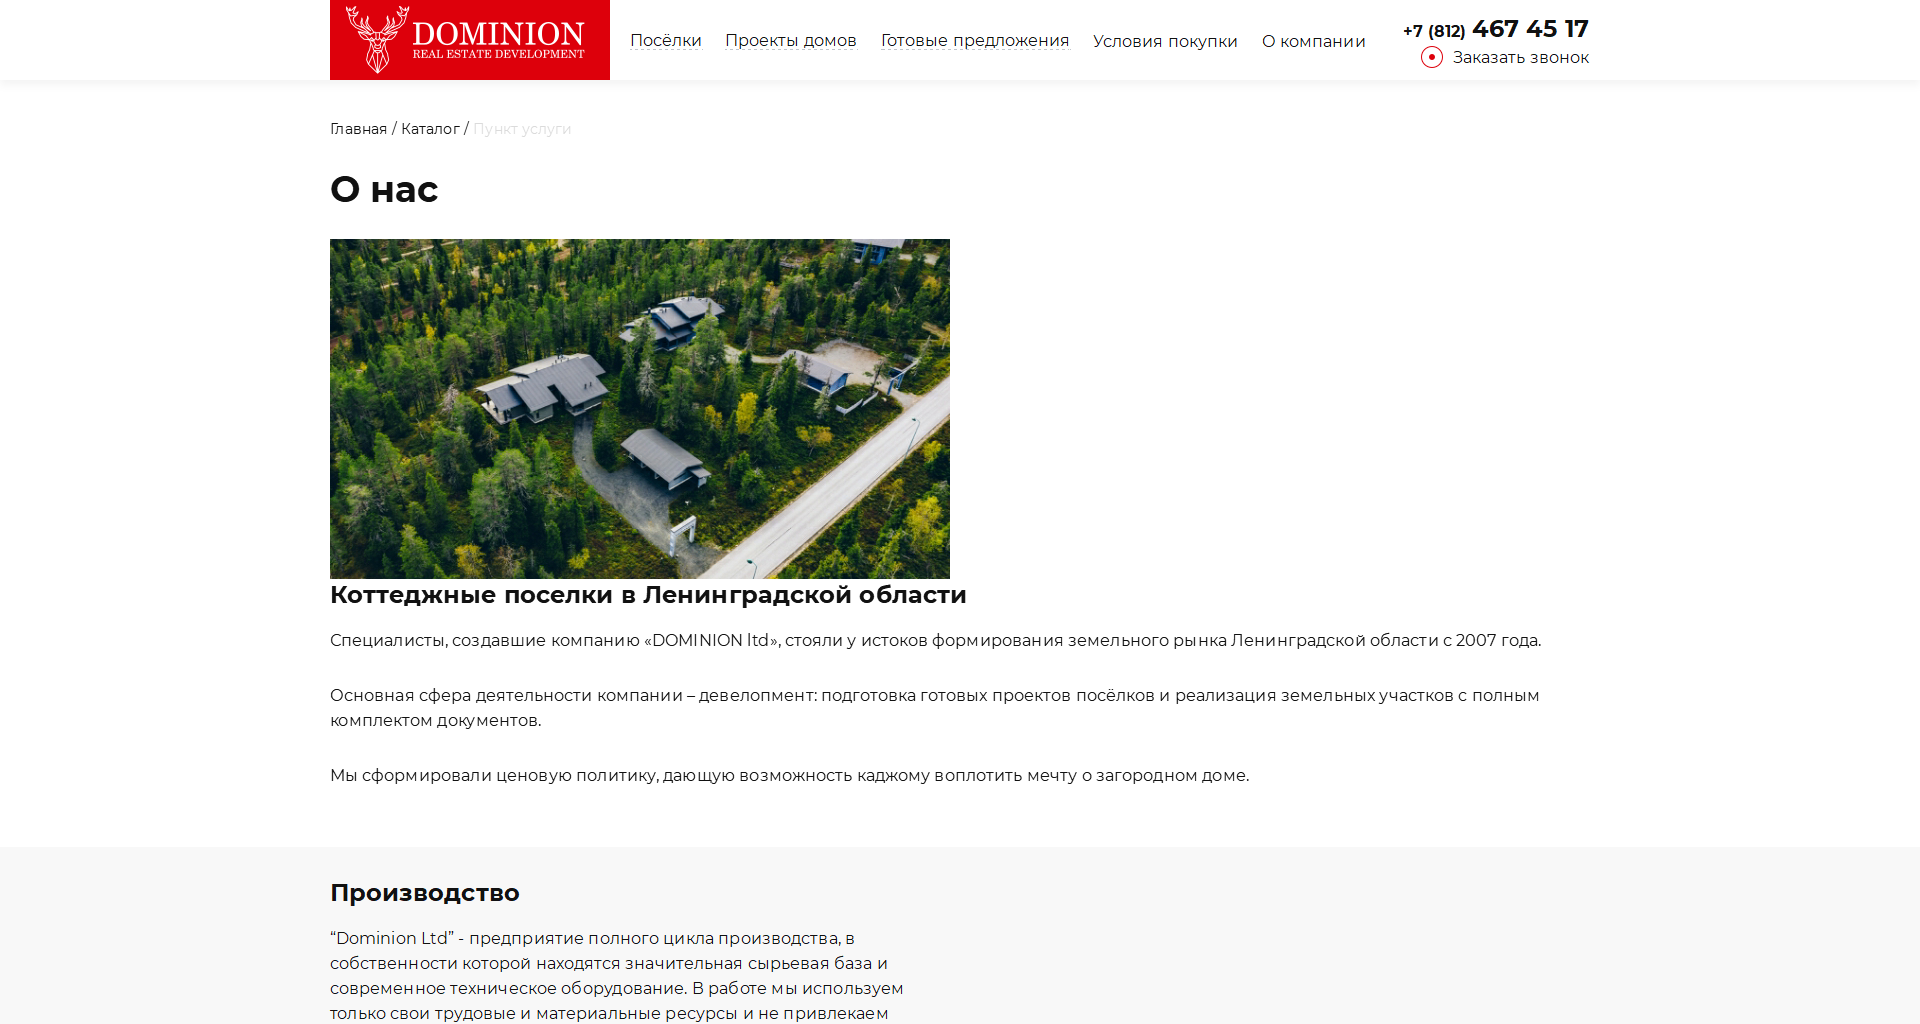 DOMINION
REAL ESTATE DEVELOPMENT
Посёлки
Проекты домов
Готовые предложения
Условия покупки
О компании
+7 (812) 467 45 17
Заказать звонок
Главная / Каталог / Пункт услуги
О нас
Коттеджные поселки в Ленинградской области
Специалисты, создавшие компанию «DOMINION ltd», стояли у истоков формирования земельного рынка Ленинградской области с 2007 года.
Основная сфера деятельности компании – девелопмент: подготовка готовых проектов посёлков и реализация земельных участков с полным
комплектом документов.
Мы сформировали ценовую политику, дающую возможность каджому воплотить мечту о загородном доме.
Производство
“Dominion Ltd” - предприятие полного цикла производства, в
собственности которой находятся значительная сырьевая база и
современное техническое оборудование. В работе мы используем
только свои трудовые и материальные ресурсы и не привлекаем